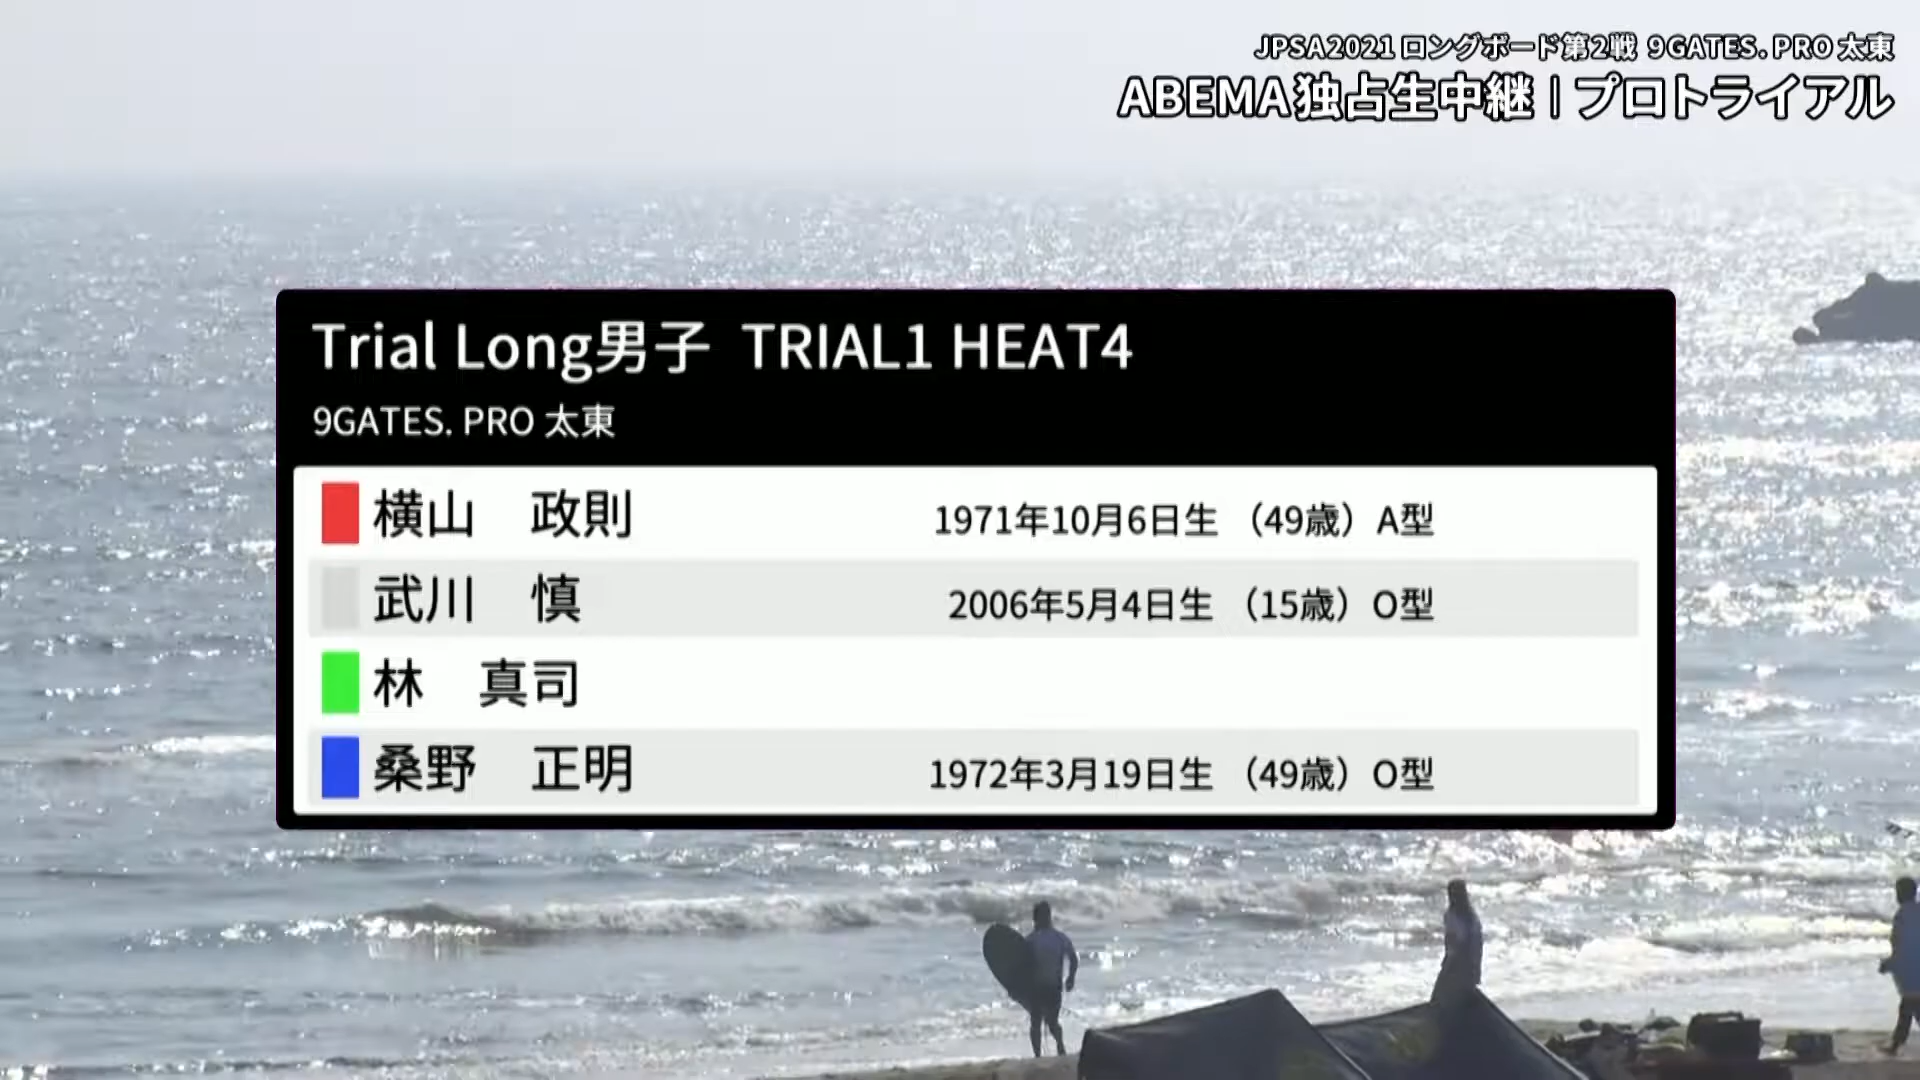 JPSA2021 ロングボード第2戦 9GATES. PRO 太東
ABEMA独占生中継 | プロトライアル
Trial Long男子 TRIAL1 HEAT4
9GATES. PRO 太東
横山　政則 1971年10月6日生 （49歳）A型
武川　慎 2006年5月4日生 （15歳）O型
林　真司
桑野　正明 1972年3月19日生 （49歳）O型